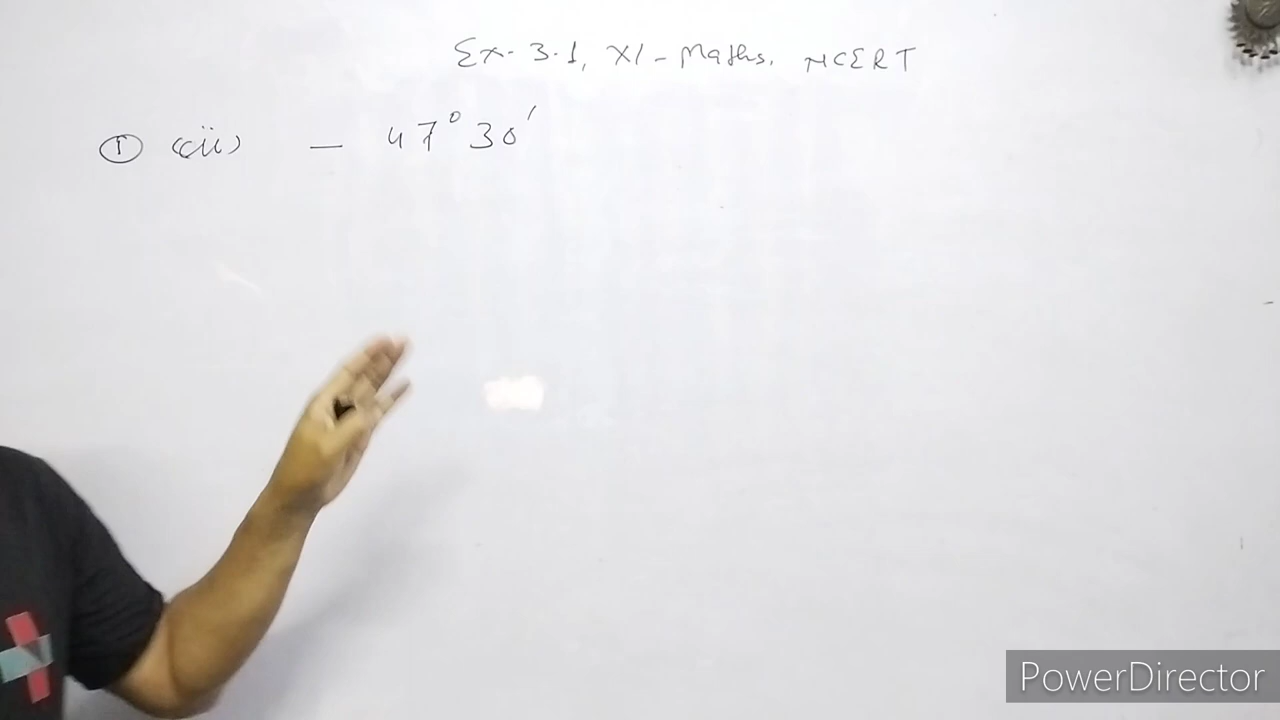 Ex. 3.1, XI - Maths, NCERT
① (ii) - 47° 30'
PowerDirector